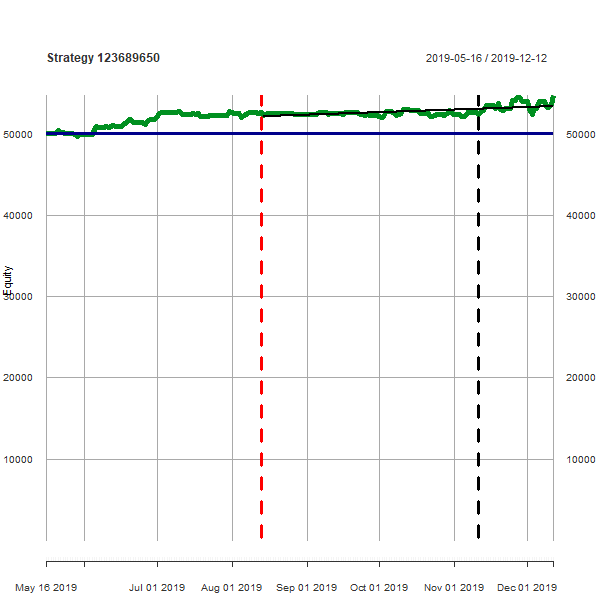 Strategy 123689650
2019-05-16 / 2019-12-12
50000
50000
40000
40000
Equity
30000
30000
20000
20000
10000
10000
May 16 2019
Jul 01 2019
Aug 01 2019
Sep 01 2019
Oct 01 2019
Nov 01 2019
Dec 01 2019